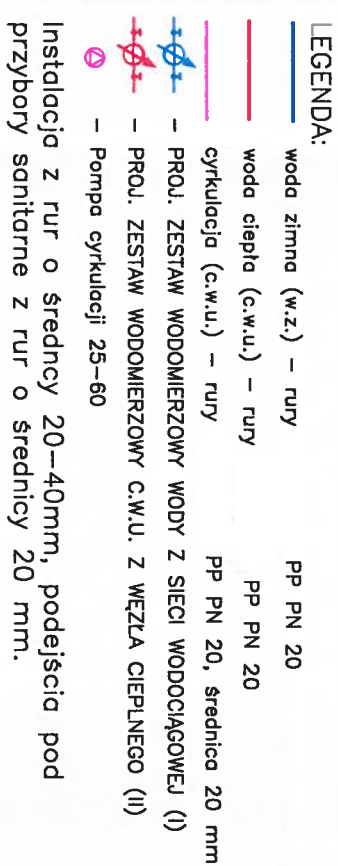 LEGENDA:
woda zimna (w.z.) – rury PP PN 20
woda ciepła (c.w.u.) – rury PP PN 20
cyrkulacja (c.w.u.) – rury PP PN 20, średnica 20 mm
– PROJ. ZESTAW WODOMIERZOWY WODY Z SIECI WODOCIĄGOWEJ (I)
– PROJ. ZESTAW WODOMIERZOWY C.W.U. Z WĘZŁA CIEPLNEGO (II)
– Pompa cyrkulacji 25–60
Instalacja z rur o średncy 20–40mm, podejścia pod
przybory sanitarne z rur o średnicy 20 mm.